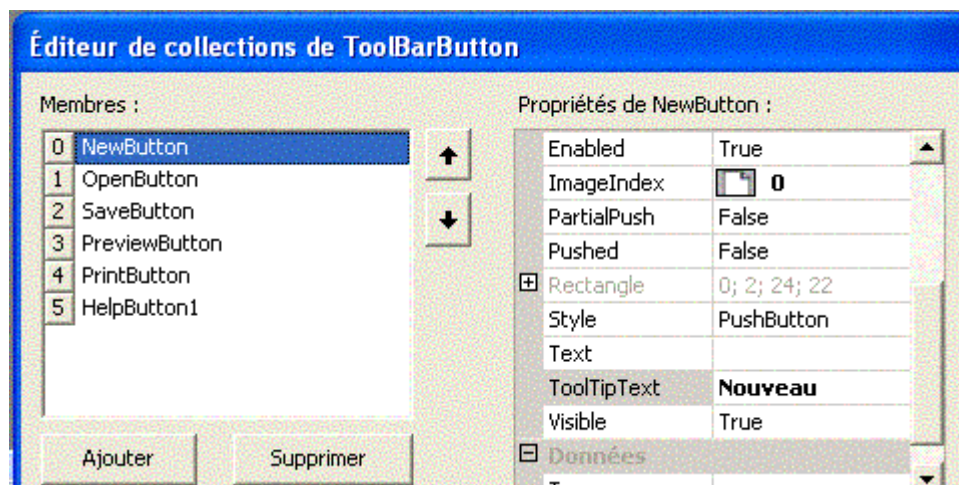 Éditeur de collections de ToolBarButton
Membres :
0 NewButton
1 OpenButton
2 SaveButton
3 PreviewButton
4 PrintButton
5 HelpButton1
Ajouter Supprimer
Propriétés de NewButton :
Enabled True
ImageIndex 0
PartialPush False
Pushed False
Rectangle 0; 2; 24; 22
Style PushButton
Text
ToolTipText Nouveau
Visible True
Données